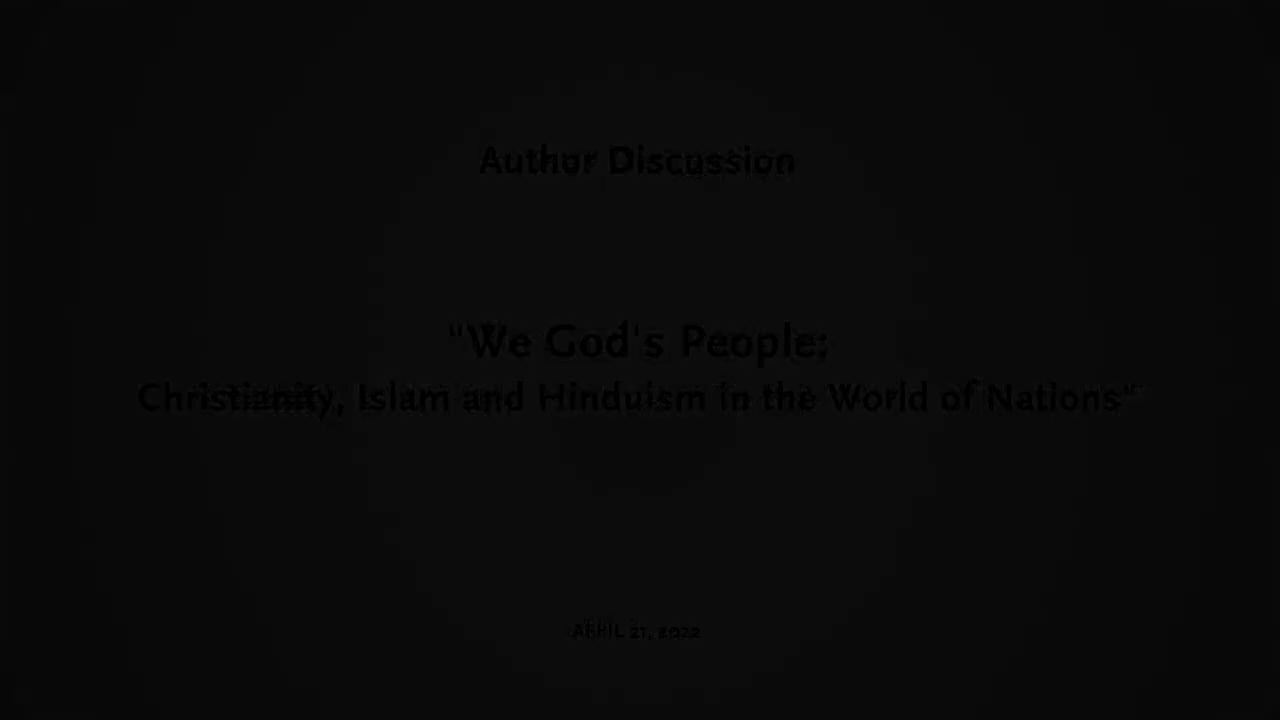 Author Discussion
"We God's People:
Christianity, Islam and Hinduism in the World of Nations"
APRIL 21, 2022